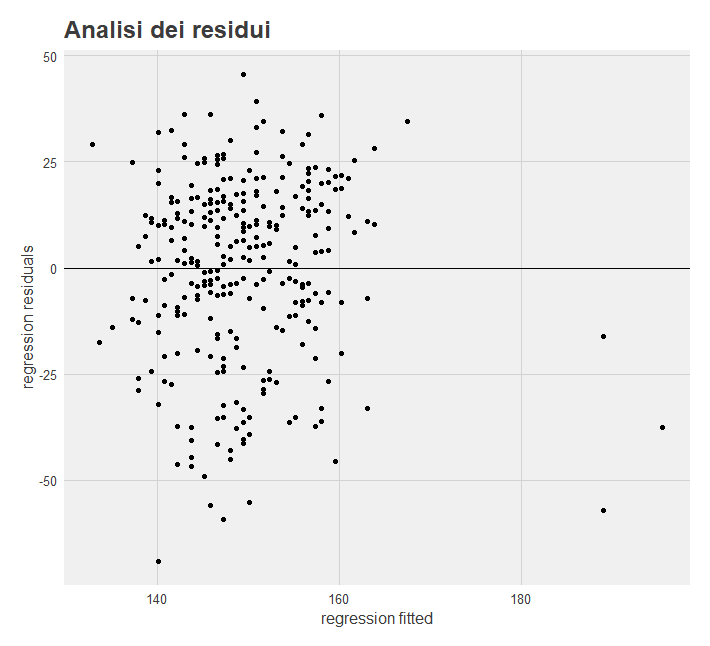 Analisi dei residui
50
25
0
-25
-50
regression residuals
140
160
180
regression fitted